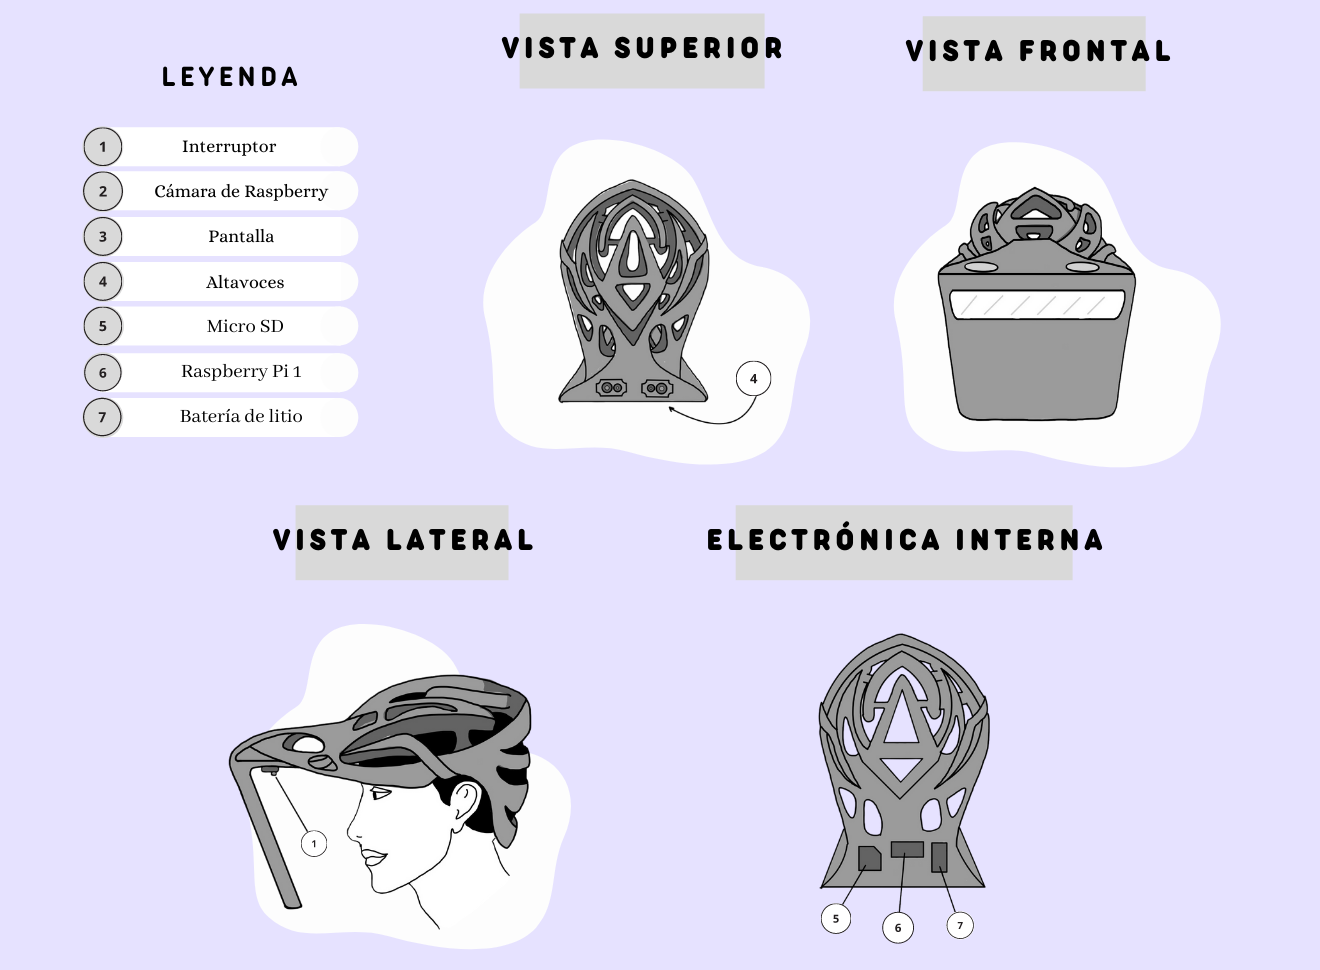 LEYENDA
1 Interruptor
2 Cámara de Raspberry
3 Pantalla
4 Altavoces
5 Micro SD
6 Raspberry Pi 1
7 Batería de litio
VISTA SUPERIOR
4
VISTA FRONTAL
VISTA LATERAL
1
ELECTRÓNICA INTERNA
5
6
7